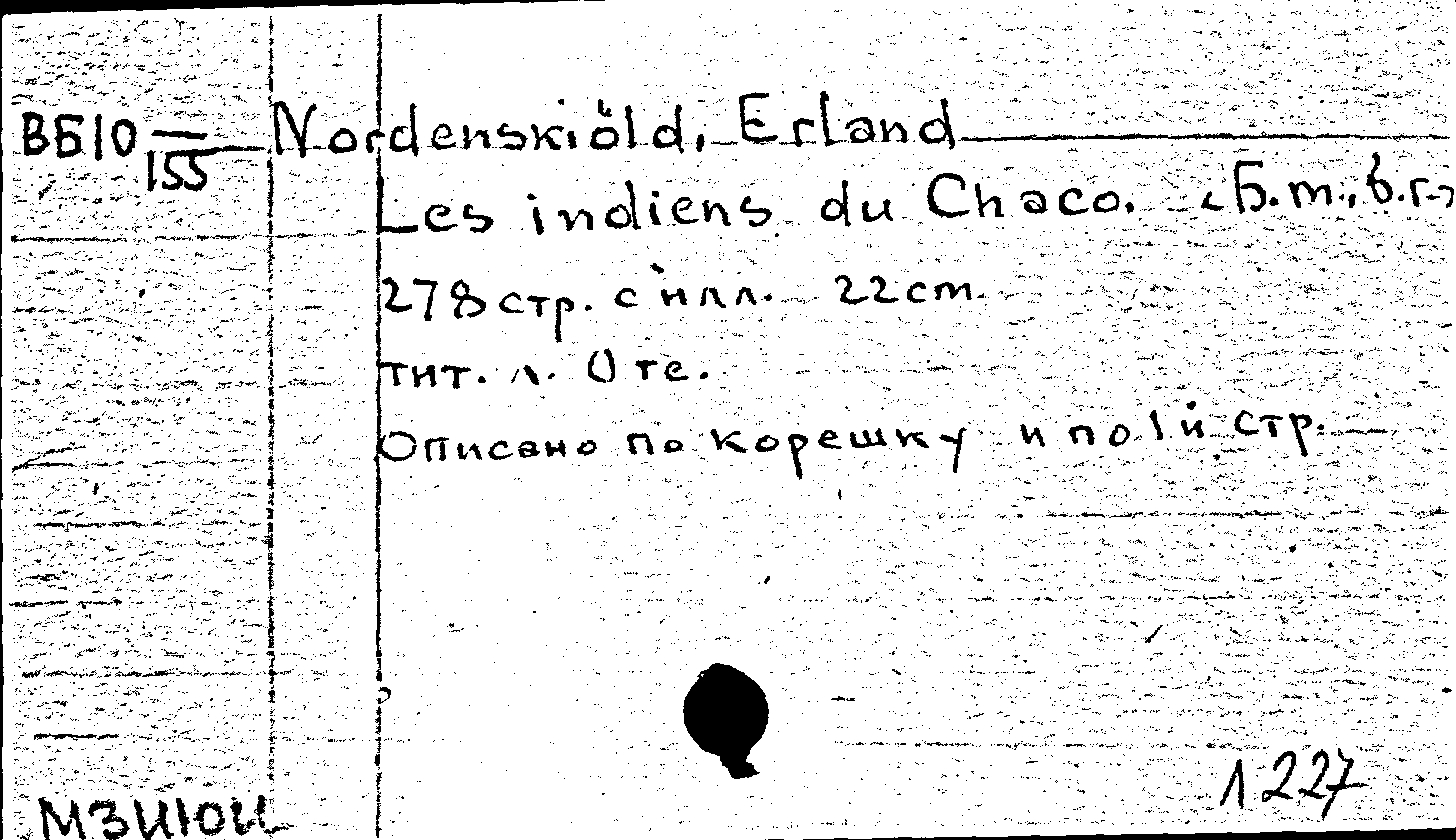 ВБ10 — Nordenskiöld, Erland
155
Les indiens du Chaco. <Б.m., б.г.>
278 стр. с илл. 22 cm.
тит. л. Оте.
Описано по корешку и по 1й стр.
1227
МЗИЮИ